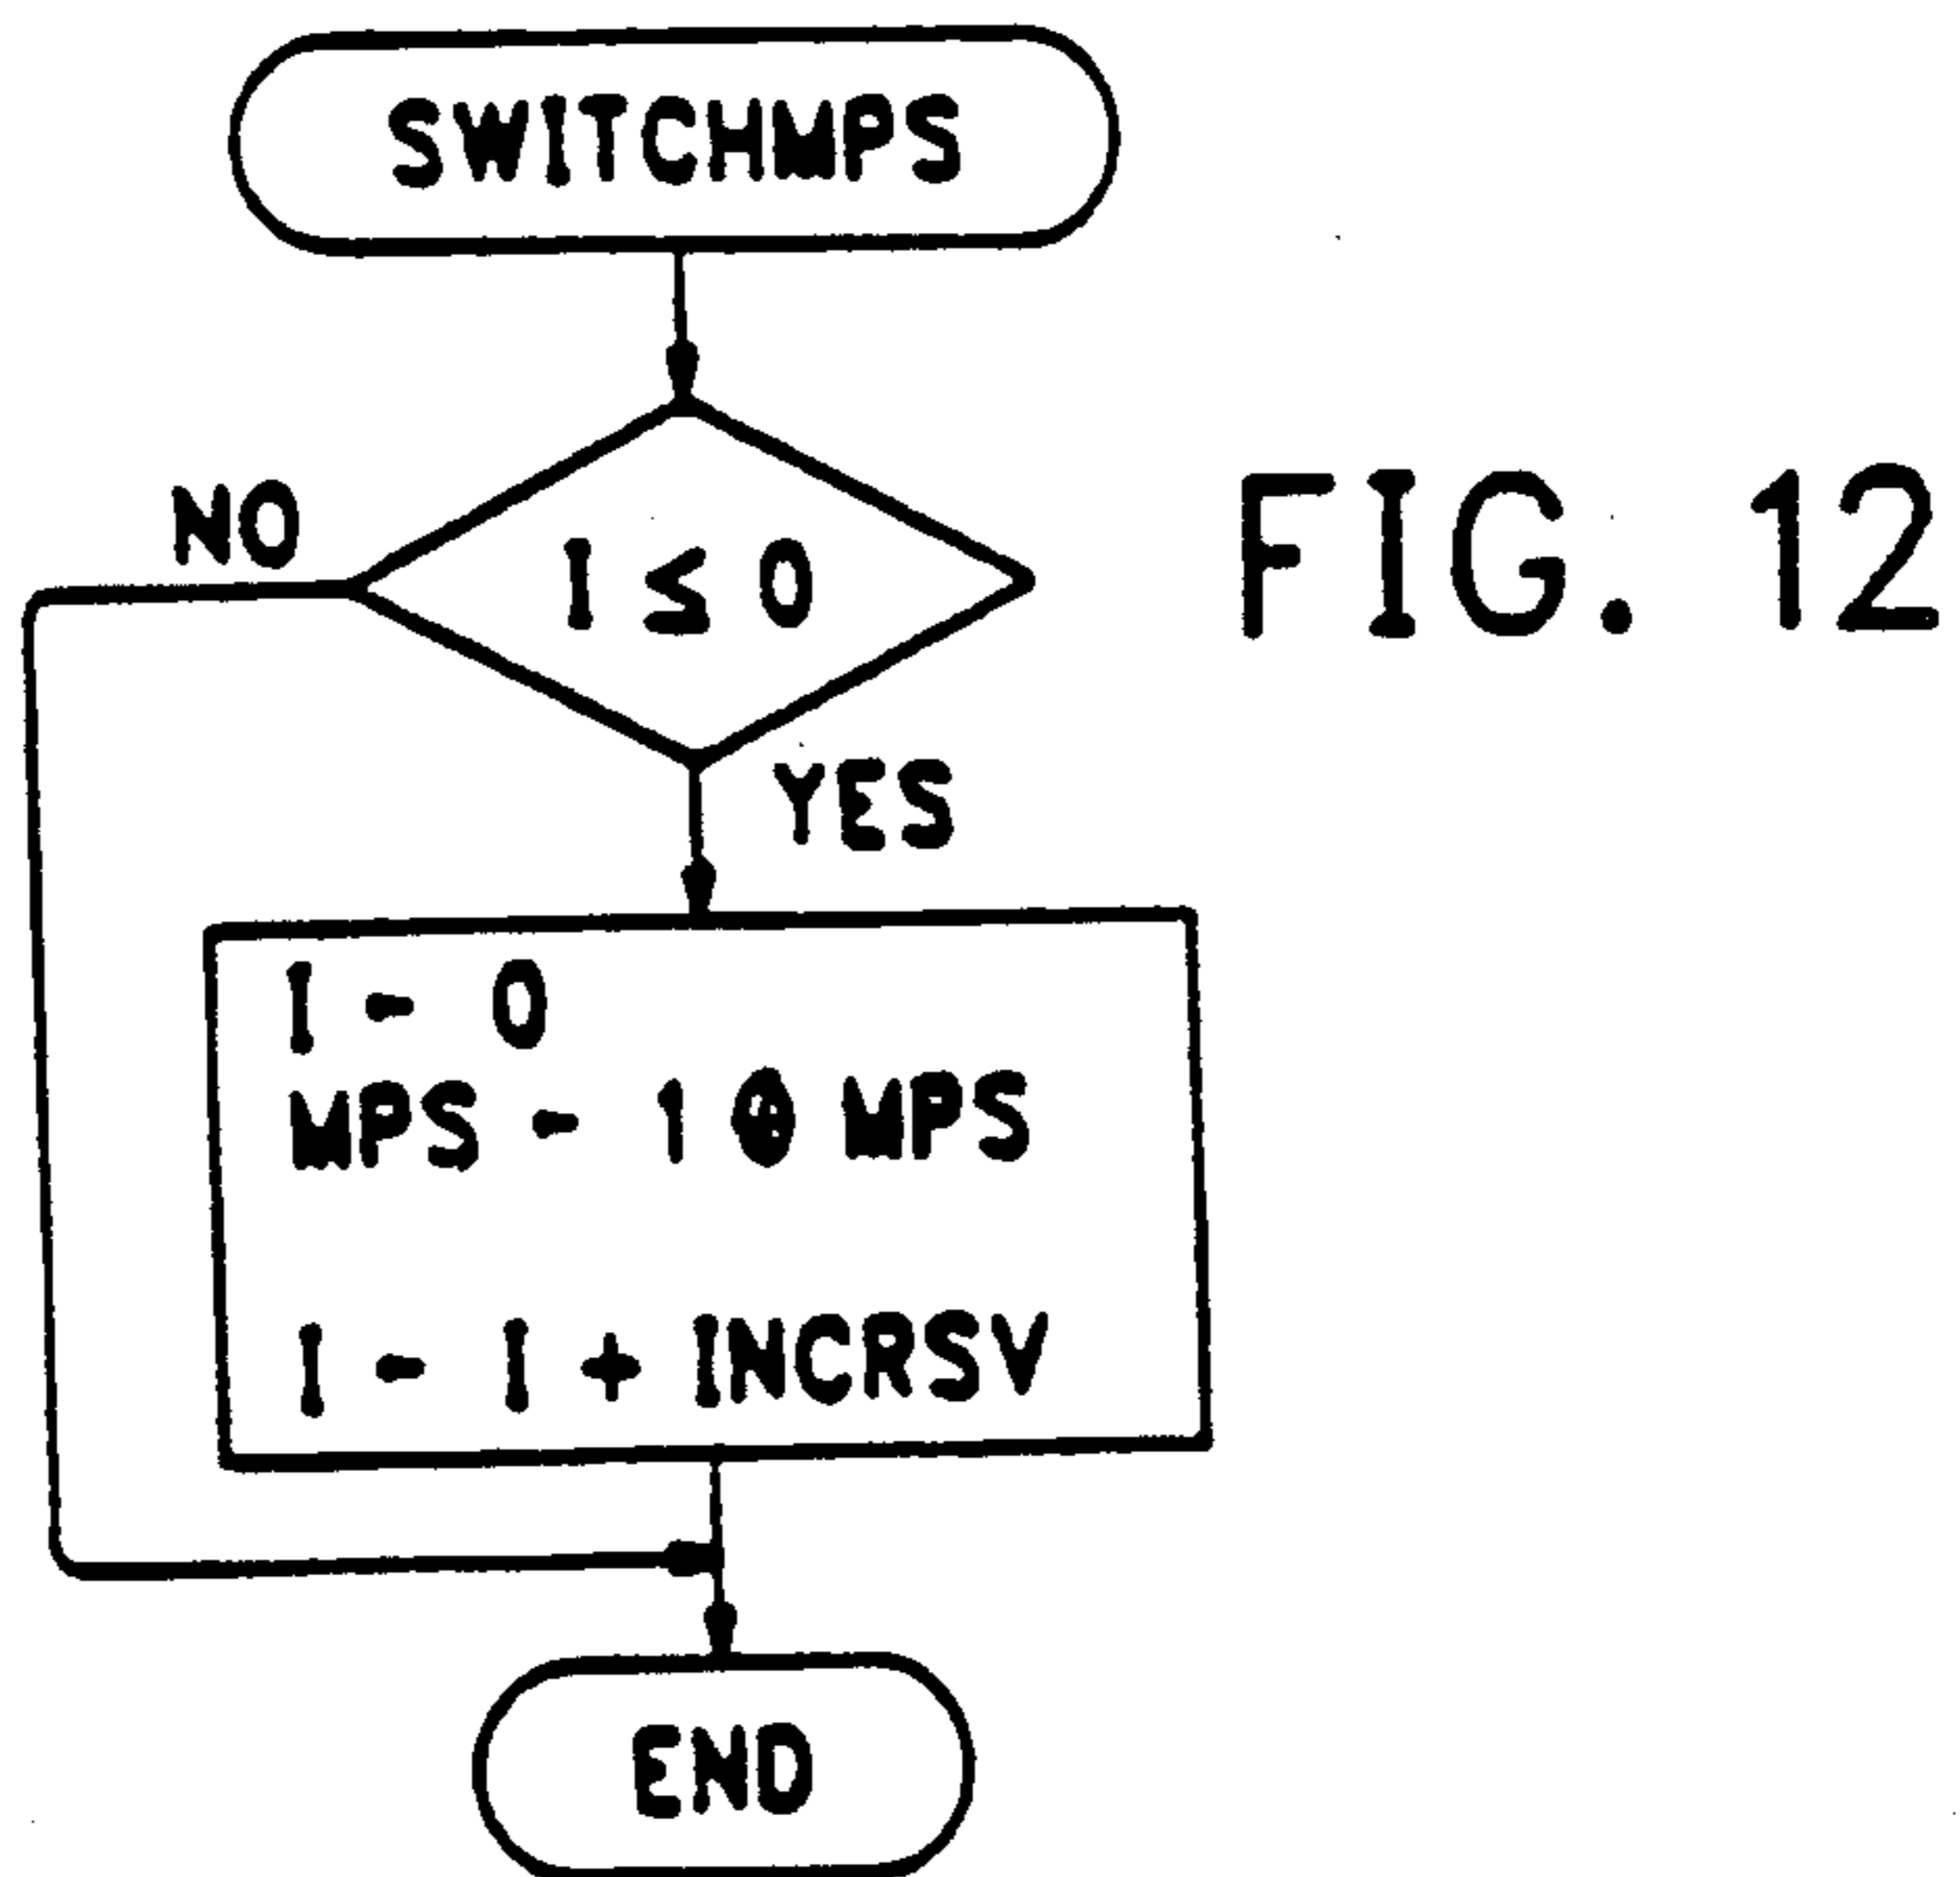 SWITCHMPS
NO
I ≤ 0
FIG. 12
YES
I - 0
MPS - 1 ⊕ MPS
I - I + INCRSV
END